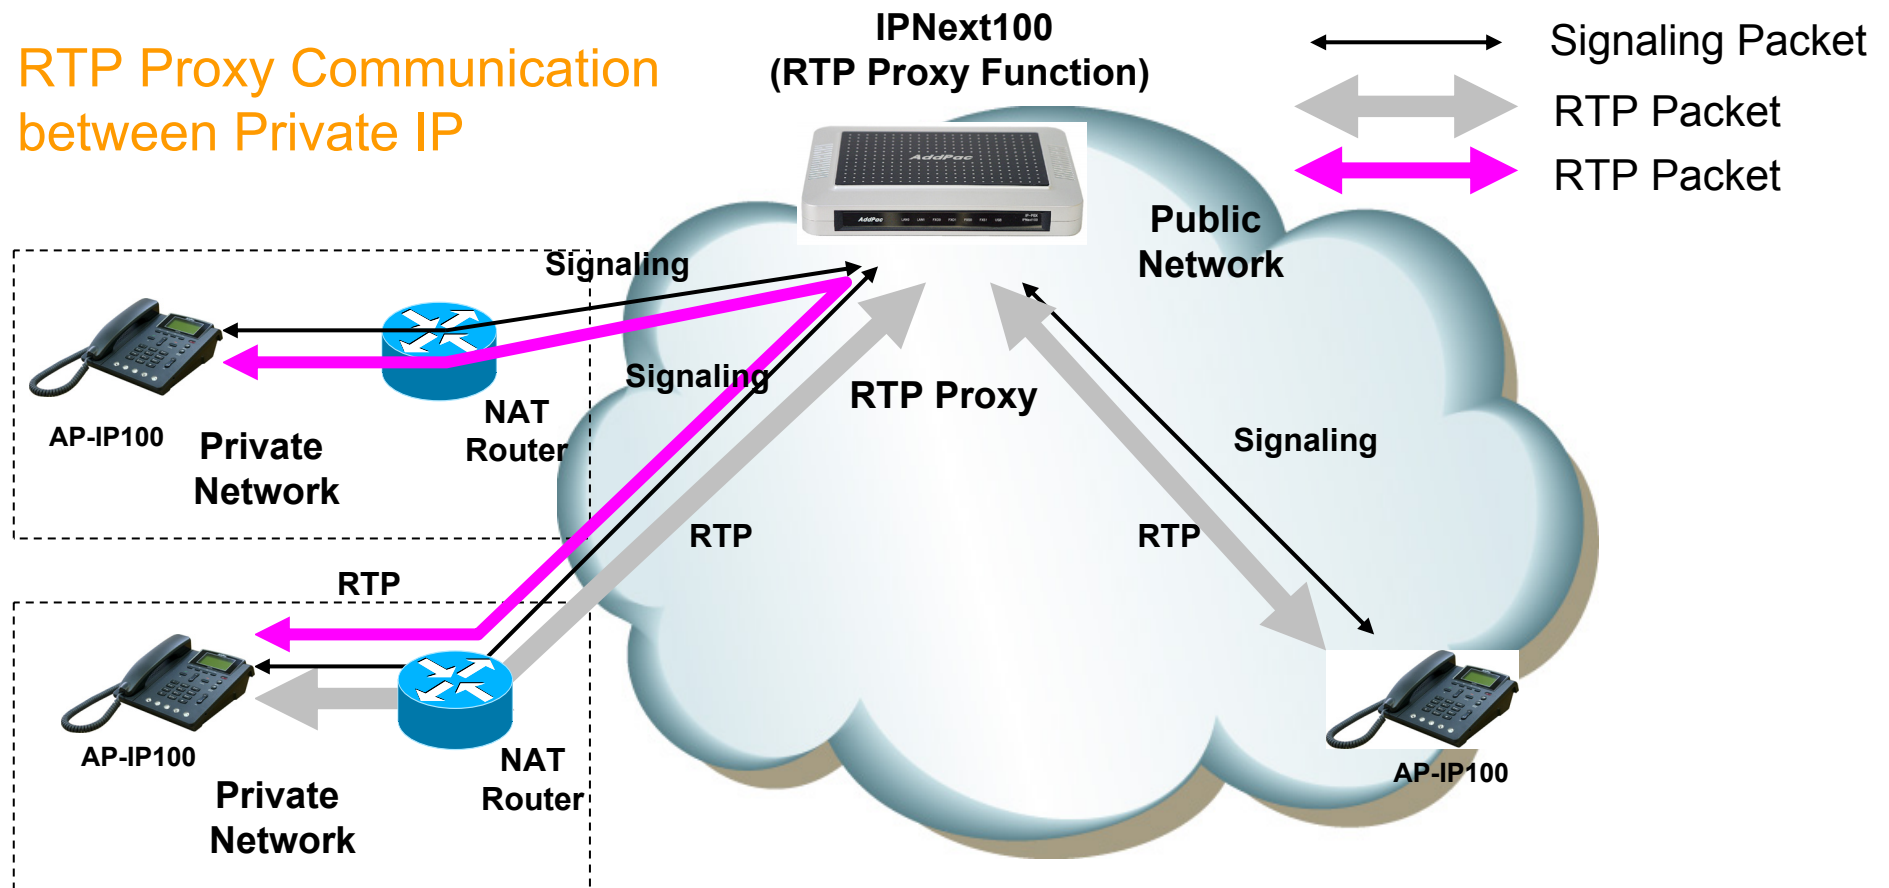 IPNext100
(RTP Proxy Function)
Signaling Packet
RTP Packet
RTP Packet
RTP Proxy Communication
between Private IP
AddPac
AddPac
Public
Network
Signaling
Signaling
AP-IP100
Private
Network
NAT
Router
RTP Proxy
Signaling
RTP
RTP
RTP
AP-IP100
Private
Network
NAT
Router
AP-IP100